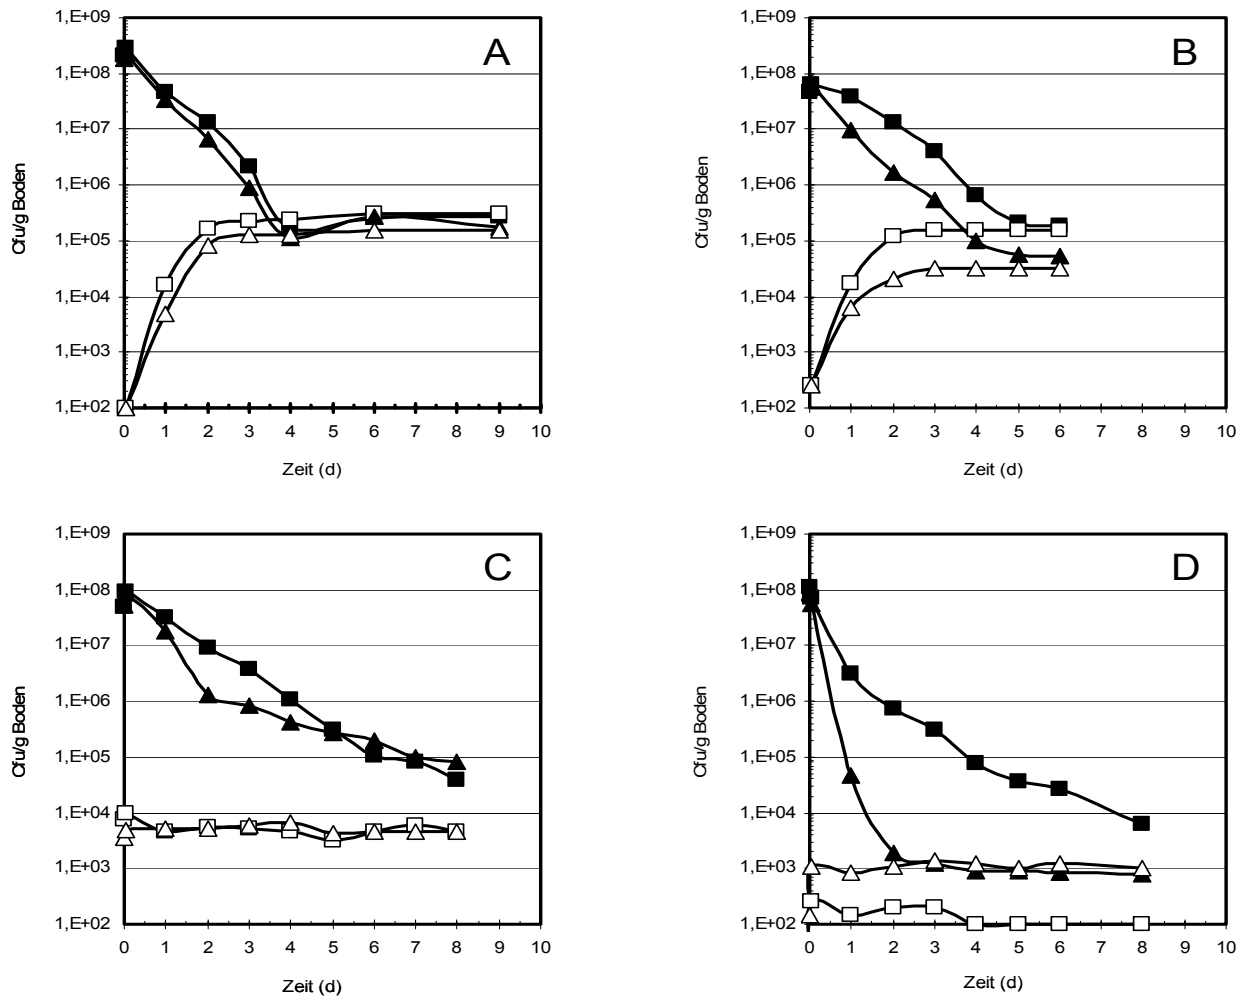 A
1,E+09
1,E+08
1,E+07
1,E+06
1,E+05
1,E+04
1,E+03
1,E+02
Cfu/g Boden
0 1 2 3 4 5 6 7 8 9 10
Zeit (d)
B
1,E+09
1,E+08
1,E+07
1,E+06
1,E+05
1,E+04
1,E+03
1,E+02
Cfu/g Boden
0 1 2 3 4 5 6 7 8 9 10
Zeit (d)
C
1,E+09
1,E+08
1,E+07
1,E+06
1,E+05
1,E+04
1,E+03
1,E+02
Cfu/g Boden
0 1 2 3 4 5 6 7 8 9 10
Zeit (d)
D
1,E+09
1,E+08
1,E+07
1,E+06
1,E+05
1,E+04
1,E+03
1,E+02
Cfu/g Boden
0 1 2 3 4 5 6 7 8 9 10
Zeit (d)